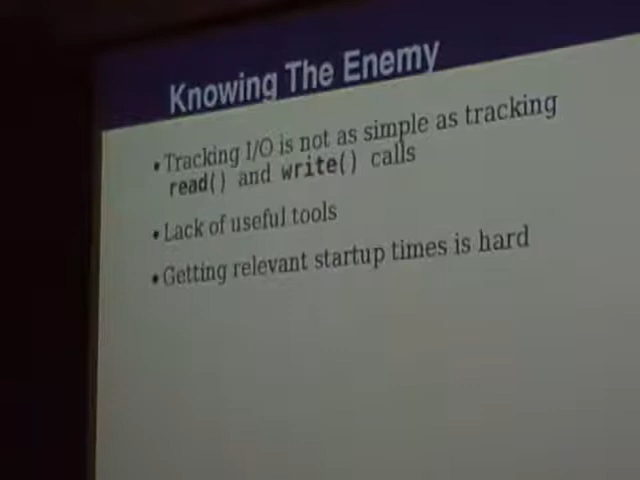 Knowing The Enemy
•Tracking I/O is not as simple as tracking
read() and write() calls
•Lack of useful tools
•Getting relevant startup times is hard